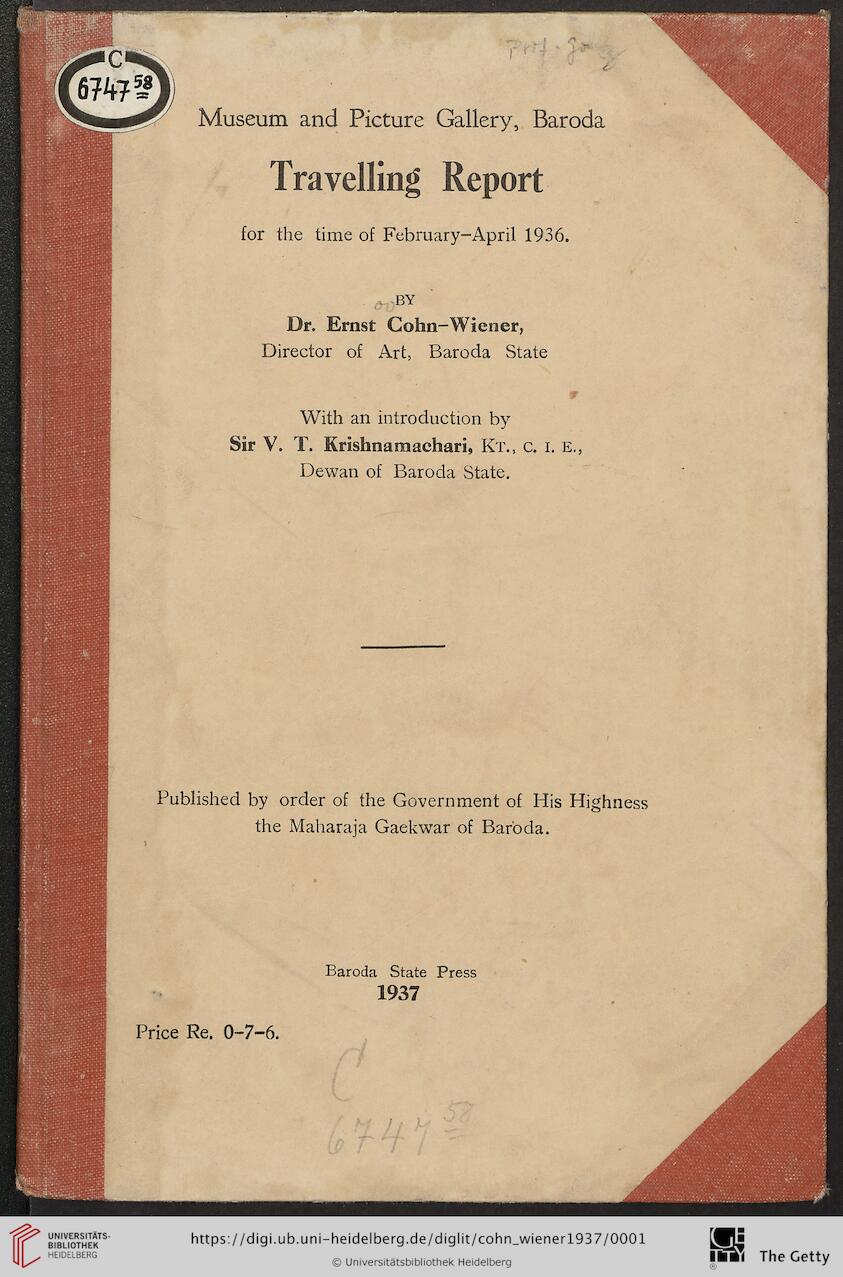 Prof.
C
6747 58
Museum and Picture Gallery, Baroda
Travelling Report
for the time of February-April 1936.
BY
Dr. Ernst Cohn-Wiener,
Director of Art, Baroda State
With an introduction by
Sir V. T. Krishnamachari, KT., C. I. E.,
Dewan of Baroda State.
Published by order of the Government of His Highness
the Maharaja Gaekwar of Baroda.
Baroda State Press
1937
Price Re. 0-7-6.
C
6747 58
UNIVERSITÄTS-
BIBLIOTHEK
HEIDELBERG
https://digi.ub.uni-heidelberg.de/diglit/cohn_wiener1937/0001
© Universitätsbibliothek Heidelberg
GETTY
The Getty